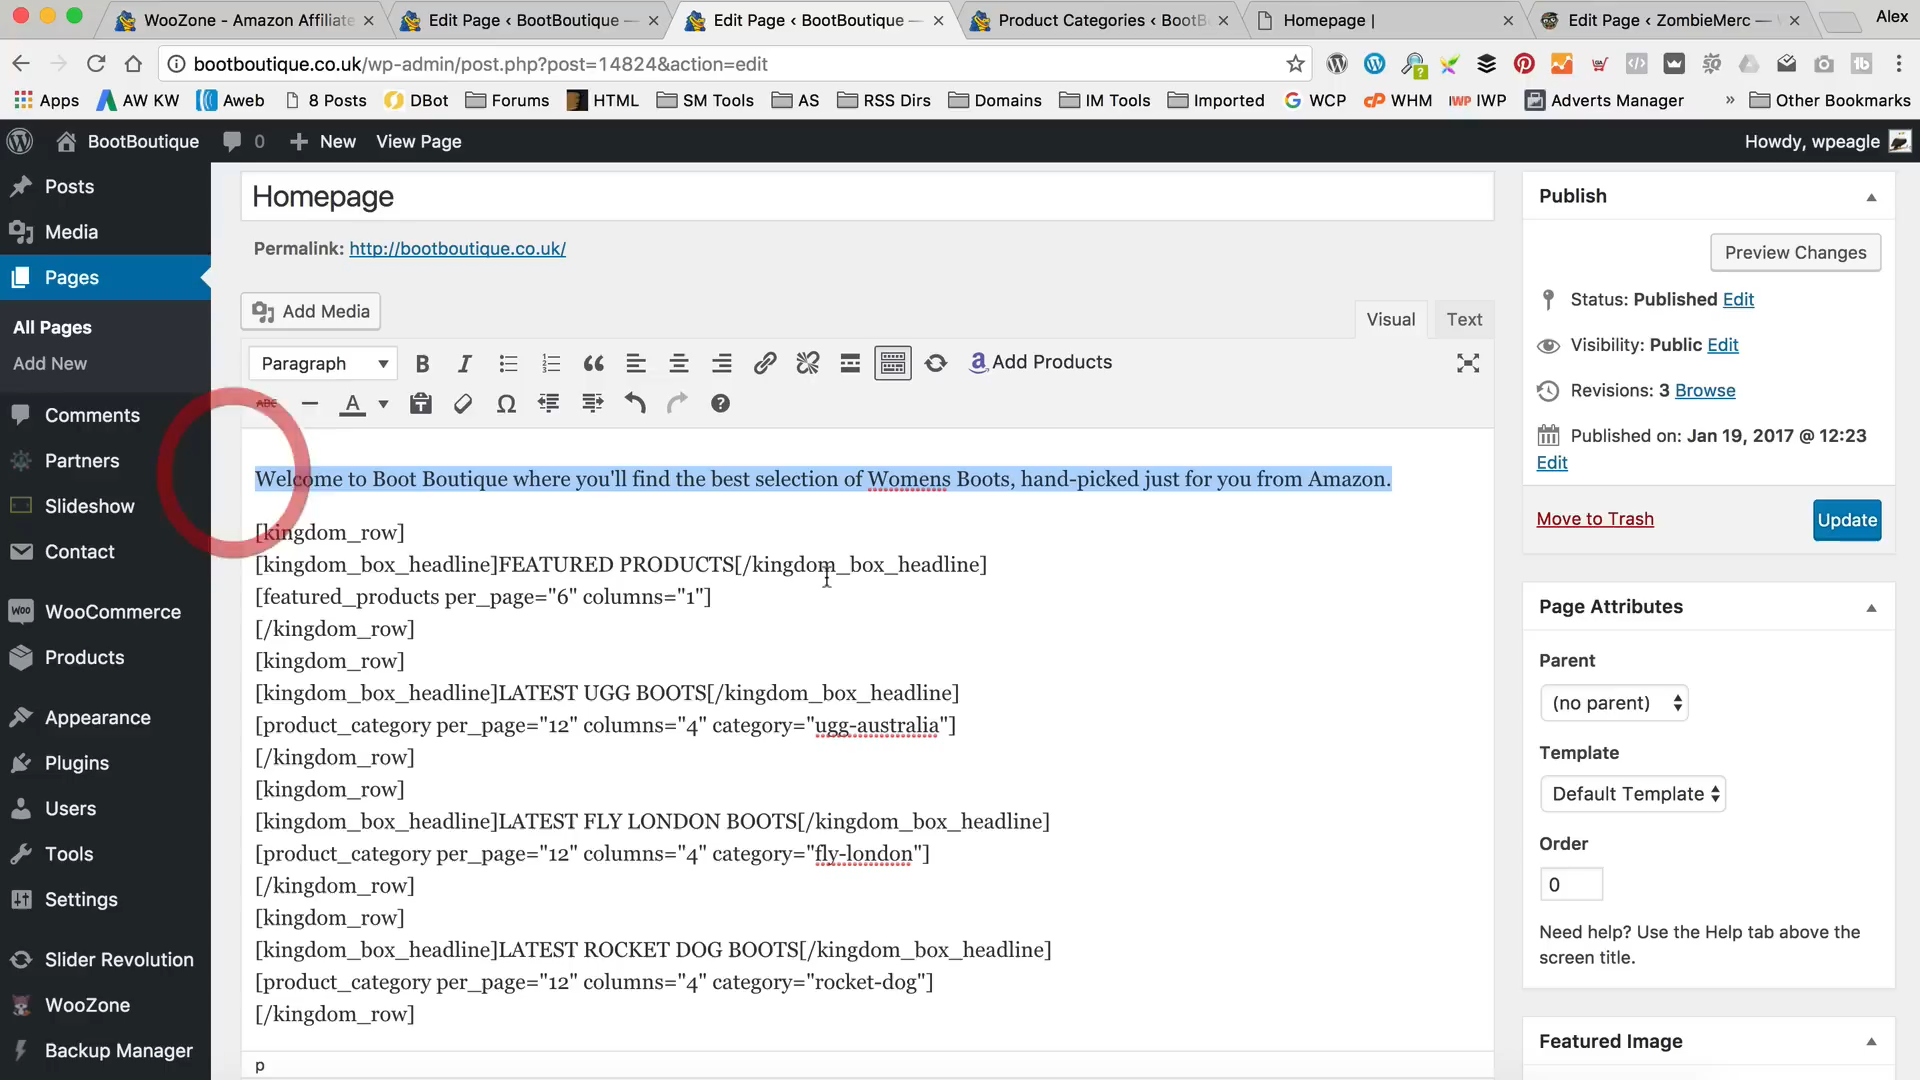 WooZone - Amazon Affiliate
Edit Page ‹ BootBoutique —
Edit Page ‹ BootBoutique —
Product Categories ‹ BootB
Homepage |
Edit Page ‹ ZombieMerc —
Alex
bootboutique.co.uk/wp-admin/post.php?post=14824&action=edit
Apps
AW KW
Aweb
8 Posts
DBot
Forums
HTML
SM Tools
AS
RSS Dirs
Domains
IM Tools
Imported
WCP
WHM
IWP
Adverts Manager
» Other Bookmarks
BootBoutique
0
New
View Page
Howdy, wpeagle
Posts
Media
Pages
All Pages
Add New
Comments
Partners
Slideshow
Contact
WooCommerce
Products
Appearance
Plugins
Users
Tools
Settings
Slider Revolution
WooZone
Backup Manager
Homepage
Permalink: http://bootboutique.co.uk/
Add Media
Visual
Text
Paragraph
Add Products
Welcome to Boot Boutique where you'll find the best selection of Womens Boots, hand-picked just for you from Amazon.
[kingdom_row]
[kingdom_box_headline]FEATURED PRODUCTS[/kingdom_box_headline]
[featured_products per_page="6" columns="1"]
[/kingdom_row]
[kingdom_row]
[kingdom_box_headline]LATEST UGG BOOTS[/kingdom_box_headline]
[product_category per_page="12" columns="4" category="ugg-australia"]
[/kingdom_row]
[kingdom_row]
[kingdom_box_headline]LATEST FLY LONDON BOOTS[/kingdom_box_headline]
[product_category per_page="12" columns="4" category="fly-london"]
[/kingdom_row]
[kingdom_row]
[kingdom_box_headline]LATEST ROCKET DOG BOOTS[/kingdom_box_headline]
[product_category per_page="12" columns="4" category="rocket-dog"]
[/kingdom_row]
p
Publish
Preview Changes
Status: Published Edit
Visibility: Public Edit
Revisions: 3 Browse
Published on: Jan 19, 2017 @ 12:23
Edit
Move to Trash
Update
Page Attributes
Parent
(no parent)
Template
Default Template
Order
0
Need help? Use the Help tab above the
screen title.
Featured Image